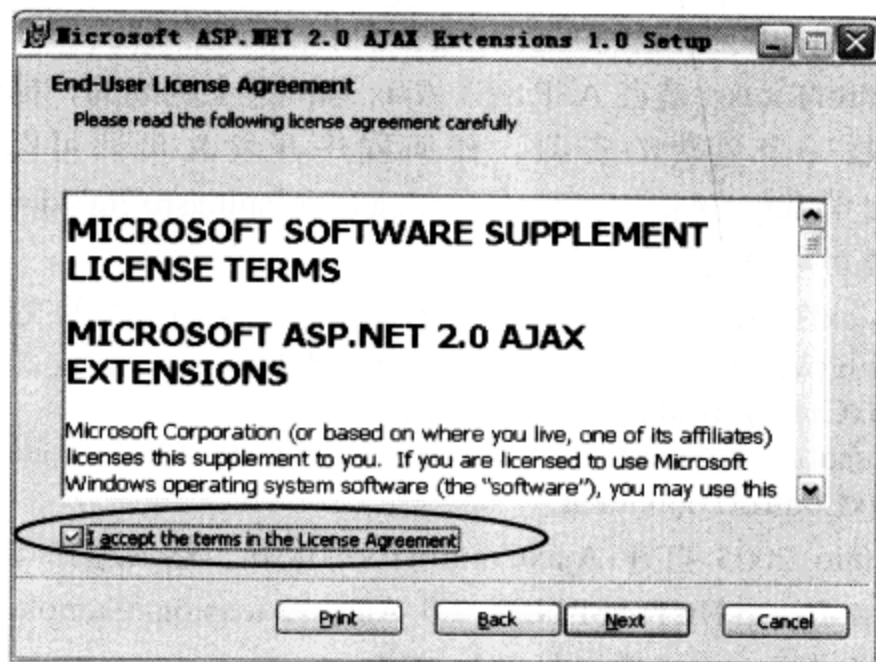 Microsoft ASP.NET 2.0 AJAX Extensions 1.0 Setup
End-User License Agreement
Please read the following license agreement carefully
MICROSOFT SOFTWARE SUPPLEMENT
LICENSE TERMS
MICROSOFT ASP.NET 2.0 AJAX
EXTENSIONS
Microsoft Corporation (or based on where you live, one of its affiliates)
licenses this supplement to you. If you are licensed to use Microsoft
Windows operating system software (the "software"), you may use this
I accept the terms in the License Agreement
Print
Back
Next
Cancel